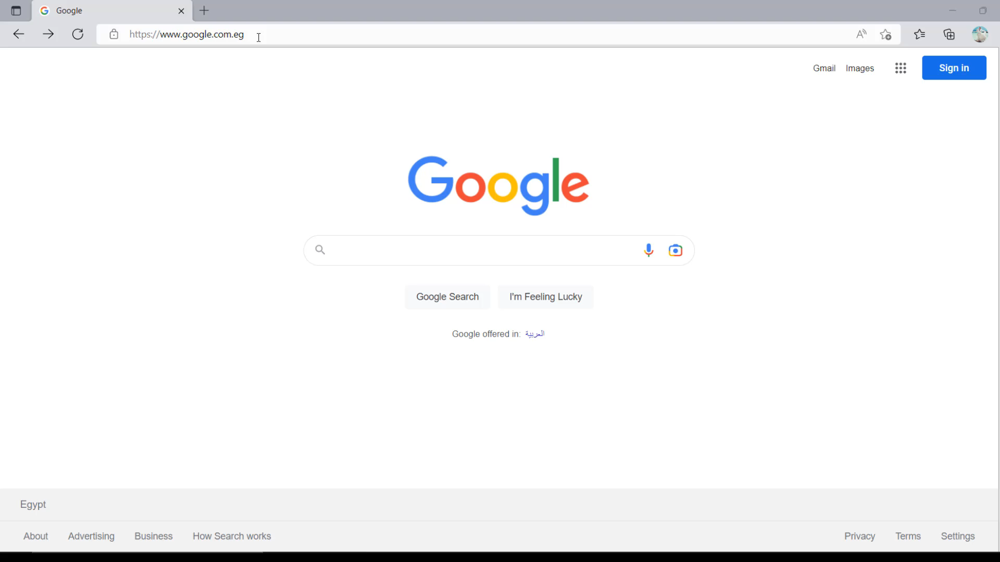 Google
https://www.google.com.eg
Gmail Images Sign in
Google
Google Search I'm Feeling Lucky
Google offered in: العربية
Egypt
About Advertising Business How Search works Privacy Terms Settings